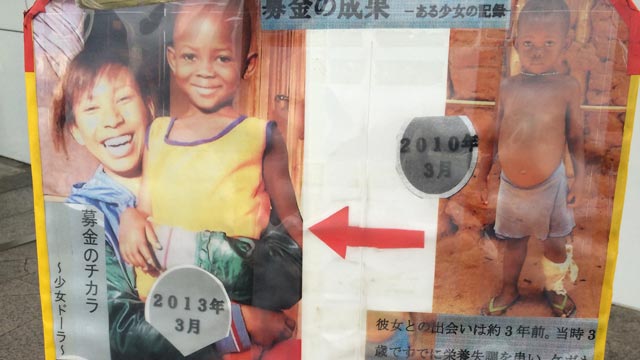 募金の成果 －ある少女の記録－
2010年
3月
募金のチカラ
～少女ドーラ～
2013年
3月
彼女との出会いは約3年前。当時3
歳ですでに栄養失調を患い、ケガも